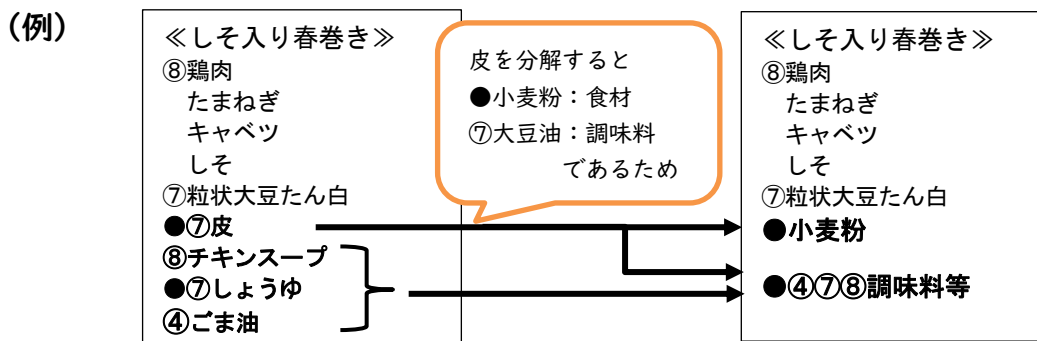 (例)
≪しそ入り春巻き≫
⑧鶏肉
たまねぎ
キャベツ
しそ
⑦粒状大豆たん白
●⑦皮
⑧チキンスープ
●⑦しょうゆ
④ごま油
皮を分解すると
●小麦粉：食材
⑦大豆油：調味料
であるため
≪しそ入り春巻き≫
⑧鶏肉
たまねぎ
キャベツ
しそ
⑦粒状大豆たん白
●小麦粉
●④⑦⑧調味料等